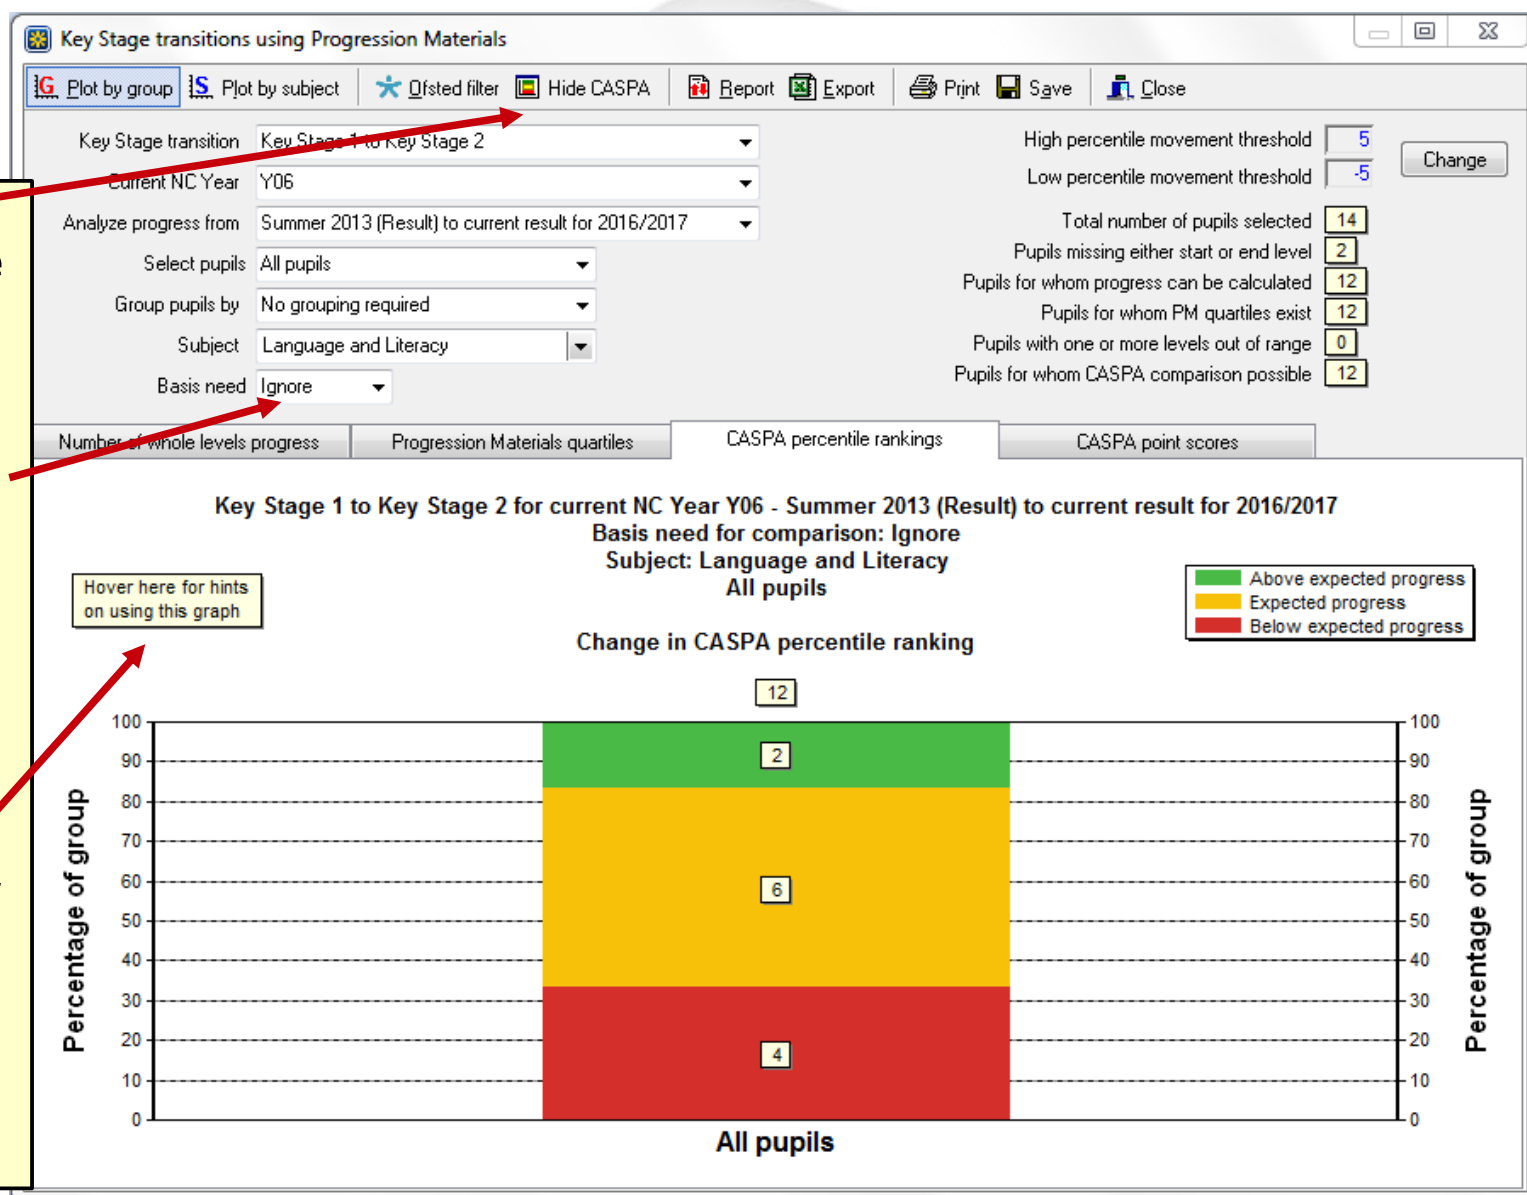 Key Stage transitions using Progression Materials
Plot by group Plot by subject Ofsted filter Hide CASPA Report Export Print Save Close
Key Stage transition Key Stage 1 to Key Stage 2
Current NC Year Y06
Analyze progress from Summer 2013 (Result) to current result for 2016/2017
Select pupils All pupils
Group pupils by No grouping required
Subject Language and Literacy
Basis need Ignore
High percentile movement threshold 5
Low percentile movement threshold -5
Change
Total number of pupils selected 14
Pupils missing either start or end level 2
Pupils for whom progress can be calculated 12
Pupils for whom PM quartiles exist 12
Pupils with one or more levels out of range 0
Pupils for whom CASPA comparison possible 12
Number of whole levels progress Progression Materials quartiles CASPA percentile rankings CASPA point scores
Key Stage 1 to Key Stage 2 for current NC Year Y06 - Summer 2013 (Result) to current result for 2016/2017
Basis need for comparison: Ignore
Subject: Language and Literacy
All pupils
Hover here for hints
on using this graph
Above expected progress
Expected progress
Below expected progress
Change in CASPA percentile ranking
12
100 100
2
90 90
80 80
70 70
60 6 60
50 50
40 40
30 30
20 4 20
10 10
0 0
Percentage of group
Percentage of group
All pupils